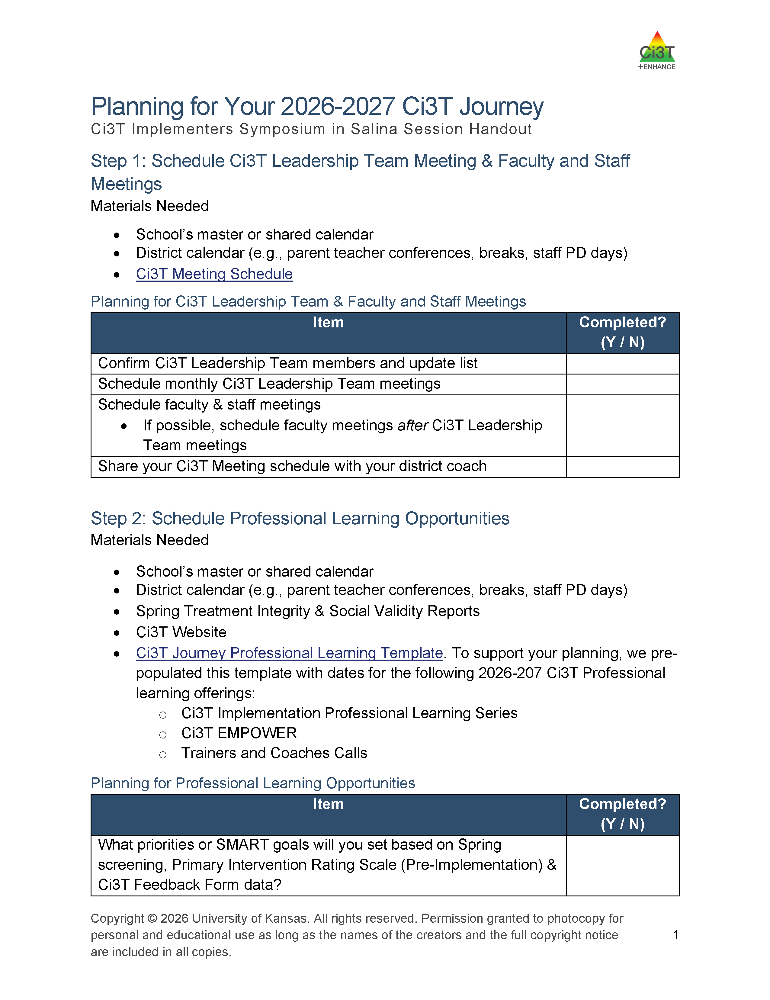 Ci3T
+ENHANCE
Planning for Your 2026-2027 Ci3T Journey
Ci3T Implementers Symposium in Salina Session Handout
Step 1: Schedule Ci3T Leadership Team Meeting & Faculty and Staff
Meetings
Materials Needed
• School’s master or shared calendar
• District calendar (e.g., parent teacher conferences, breaks, staff PD days)
• Ci3T Meeting Schedule
Planning for Ci3T Leadership Team & Faculty and Staff Meetings
Item
Completed?
(Y / N)
Confirm Ci3T Leadership Team members and update list
Schedule monthly Ci3T Leadership Team meetings
Schedule faculty & staff meetings
• If possible, schedule faculty meetings after Ci3T Leadership
Team meetings
Share your Ci3T Meeting schedule with your district coach
Step 2: Schedule Professional Learning Opportunities
Materials Needed
• School’s master or shared calendar
• District calendar (e.g., parent teacher conferences, breaks, staff PD days)
• Spring Treatment Integrity & Social Validity Reports
• Ci3T Website
• Ci3T Journey Professional Learning Template. To support your planning, we pre-
populated this template with dates for the following 2026-207 Ci3T Professional
learning offerings:
o Ci3T Implementation Professional Learning Series
o Ci3T EMPOWER
o Trainers and Coaches Calls
Planning for Professional Learning Opportunities
Item
Completed?
(Y / N)
What priorities or SMART goals will you set based on Spring
screening, Primary Intervention Rating Scale (Pre-Implementation) &
Ci3T Feedback Form data?
Copyright © 2026 University of Kansas. All rights reserved. Permission granted to photocopy for
personal and educational use as long as the names of the creators and the full copyright notice
are included in all copies.
1